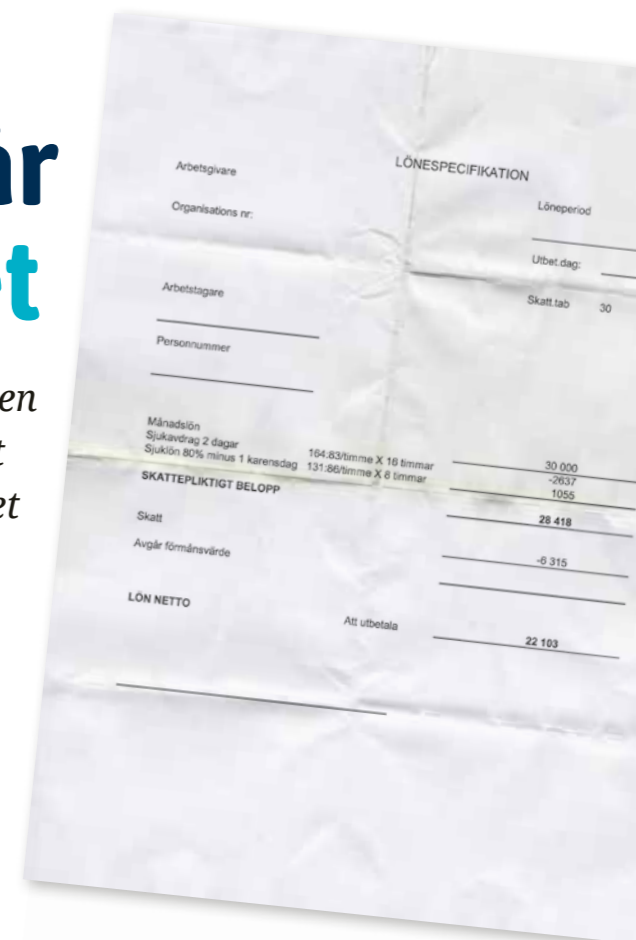 är
et
en
t
et
LÖNESPECIFIKATION
Arbetsgivare
Löneperiod
Organisations nr:
Utbet.dag:
Skatt.tab 30
Arbetstagare
Personnummer
Månadslön 30 000
Sjukavdrag 2 dagar 164:83/timme X 16 timmar -2637
Sjuklön 80% minus 1 karensdag 131:86/timme X 8 timmar 1055
SKATTEPLIKTIGT BELOPP 28 418
Skatt -6 315
Avgår förmånsvärde
LÖN NETTO Att utbetala 22 103